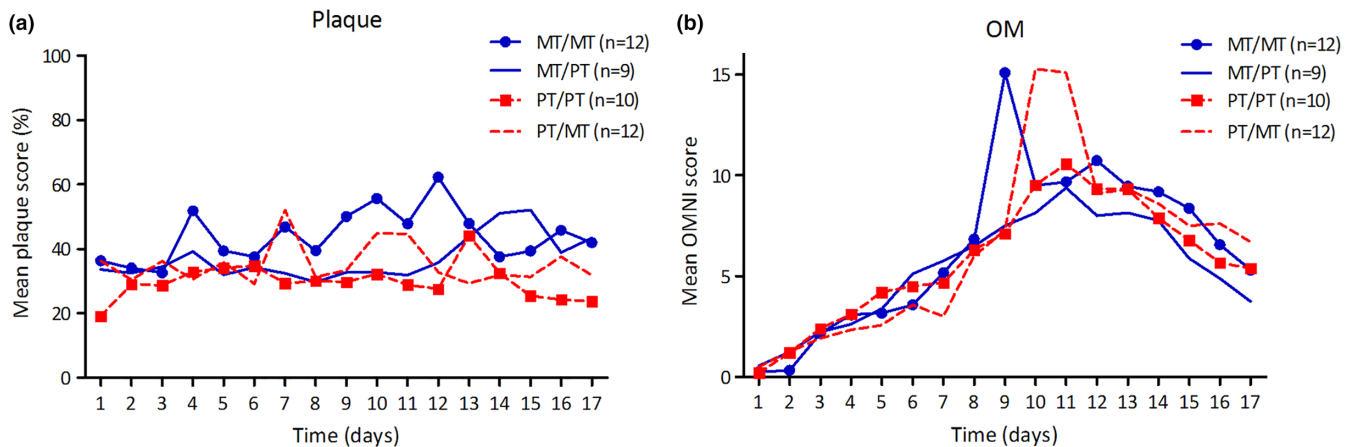 (a)
Plaque
MT/MT (n=12)
MT/PT (n=9)
PT/PT (n=10)
PT/MT (n=12)
Mean plaque score (%)
100
80
60
40
20
0
1 2 3 4 5 6 7 8 9 10 11 12 13 14 15 16 17
Time (days)
(b)
OM
MT/MT (n=12)
MT/PT (n=9)
PT/PT (n=10)
PT/MT (n=12)
Mean OMNI score
15
10
5
0
1 2 3 4 5 6 7 8 9 10 11 12 13 14 15 16 17
Time (days)